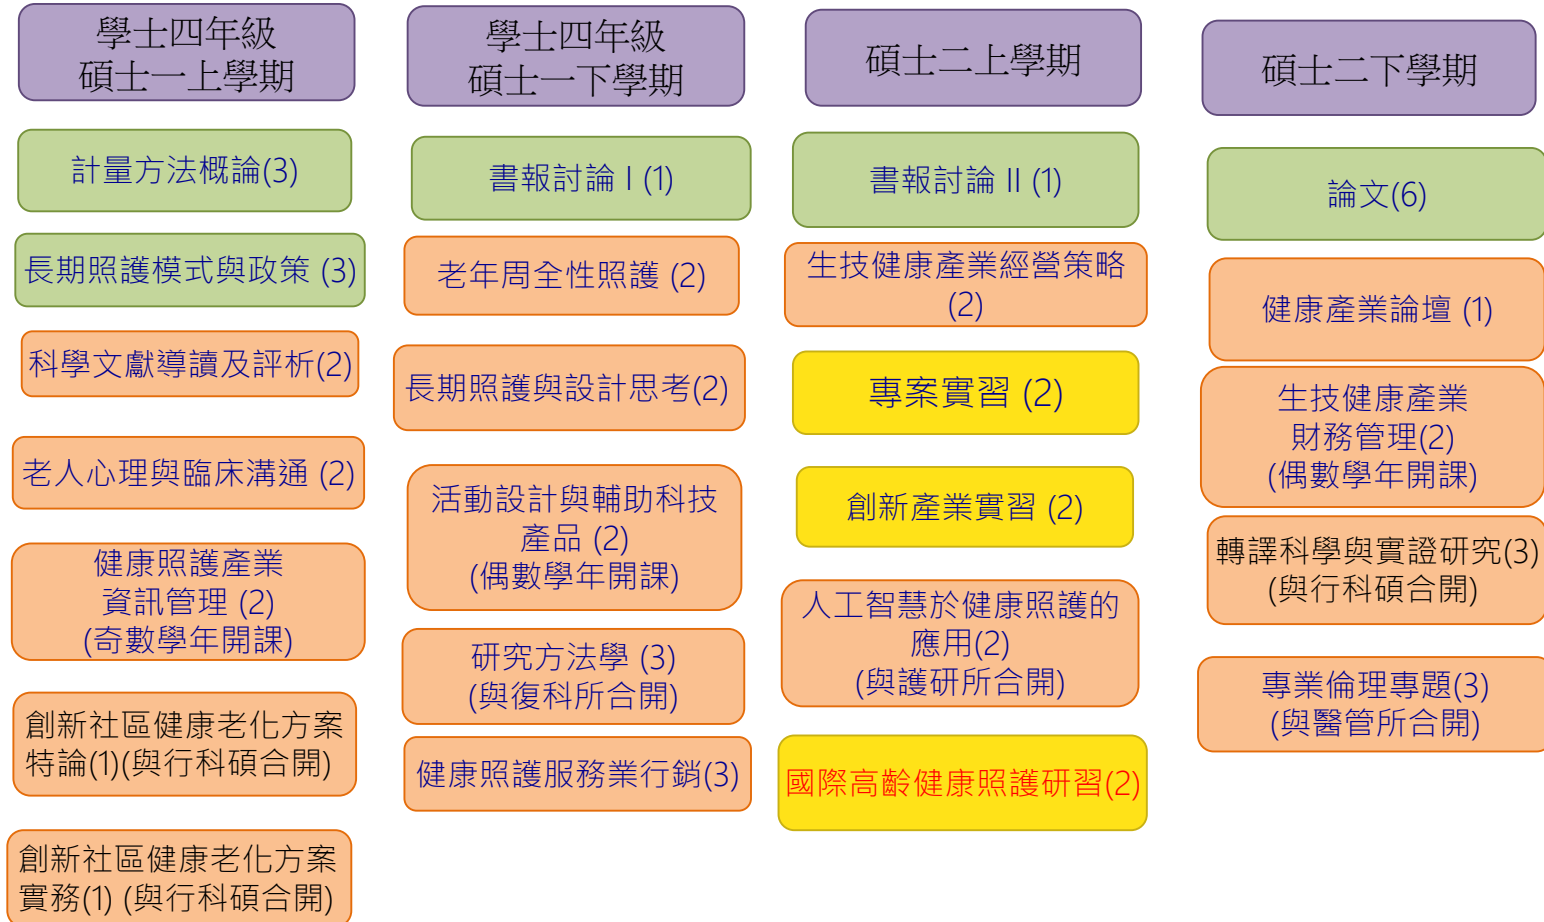 學士四年級
碩士一上學期
計量方法概論(3)
長期照護模式與政策 (3)
科學文獻導讀及評析(2)
老人心理與臨床溝通 (2)
健康照護產業
資訊管理 (2)
(奇數學年開課)
創新社區健康老化方案
特論(1)(與行科碩合開)
創新社區健康老化方案
實務(1) (與行科碩合開)
學士四年級
碩士一下學期
書報討論 I (1)
老年周全性照護 (2)
長期照護與設計思考(2)
活動設計與輔助科技
產品 (2)
(偶數學年開課)
研究方法學 (3)
(與復科所合開)
健康照護服務業行銷(3)
碩士二上學期
書報討論 II (1)
生技健康產業經營策略
(2)
專案實習 (2)
創新產業實習 (2)
人工智慧於健康照護的
應用(2)
(與護研所合開)
國際高齡健康照護研習(2)
碩士二下學期
論文(6)
健康產業論壇 (1)
生技健康產業
財務管理(2)
(偶數學年開課)
轉譯科學與實證研究(3)
(與行科碩合開)
專業倫理專題(3)
(與醫管所合開)